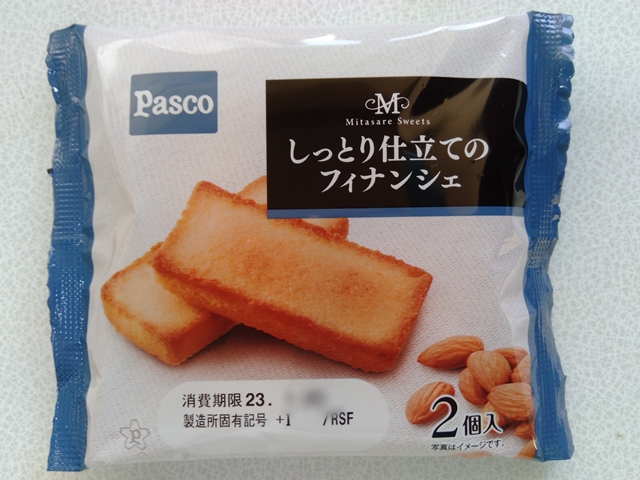 Pasco
M
Mitasare Sweets
しっとり仕立ての
フィナンシェ
消費期限 23.
製造所固有記号 +1 /RSF
2個入
写真はイメージです。
P